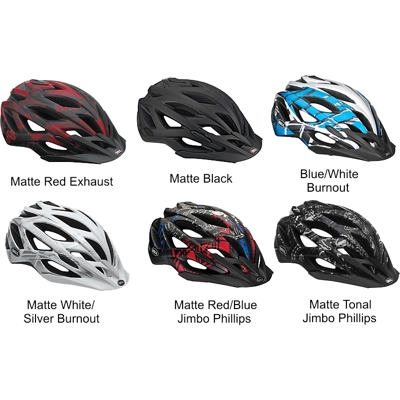 Matte Red Exhaust
Matte Black
Blue/White
Burnout
Matte White/
Silver Burnout
Matte Red/Blue
Jimbo Phillips
Matte Tonal
Jimbo Phillips